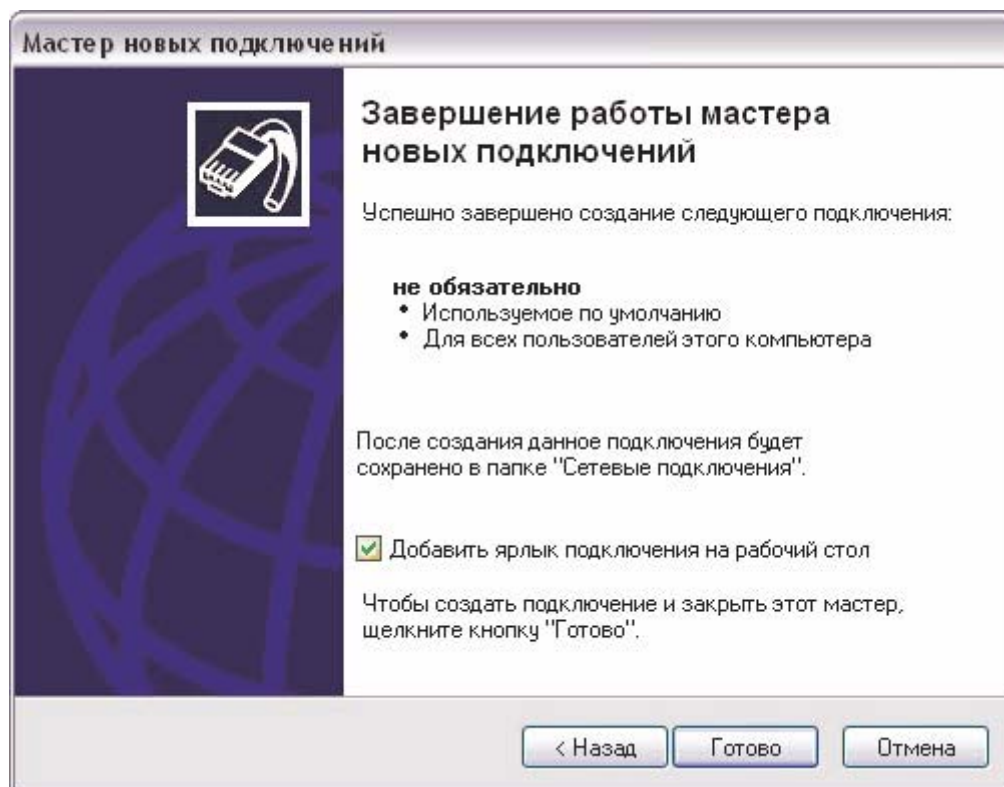 Мастер новых подключений
Завершение работы мастера
новых подключений
Успешно завершено создание следующего подключения:
не обязательно
• Используемое по умолчанию
• Для всех пользователей этого компьютера
После создания данное подключения будет
сохранено в папке "Сетевые подключения".
Добавить ярлык подключения на рабочий стол
Чтобы создать подключение и закрыть этот мастер,
щелкните кнопку "Готово".
< Назад Готово Отмена